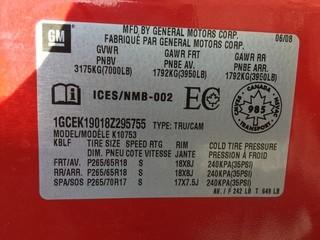 GM
MFD. BY GENERAL MOTORS CORP. 06/08
FABRIQUÉ PAR GENERAL MOTORS CORP.
GVWR GAWR FRT GAWR RR
PNBV PNBE AV. PNBE ARR.
3175KG(7000LB) 1792KG(3950LB) 1792KG(3950LB)
ICES/NMB-002 EC
CANADA
985
TRANSPORT
1GCEK19018Z295755 TYPE: TRU/CAM
MODEL/MODÈLE K10753
TIRE SIZE SPEED RTG RIM COLD TIRE PRESSURE
DIM. PNEU COTE VITESSE JANTE PRESSION A FROID
FRT/AV. P265/65R18 S 18X8J 240KPA(35PSI)
RR/ARR. P265/65R18 S 18X8J 240KPA(35PSI)
SPA/SOS P265/70R17 S 17X7.5J 240KPA(35PSI)